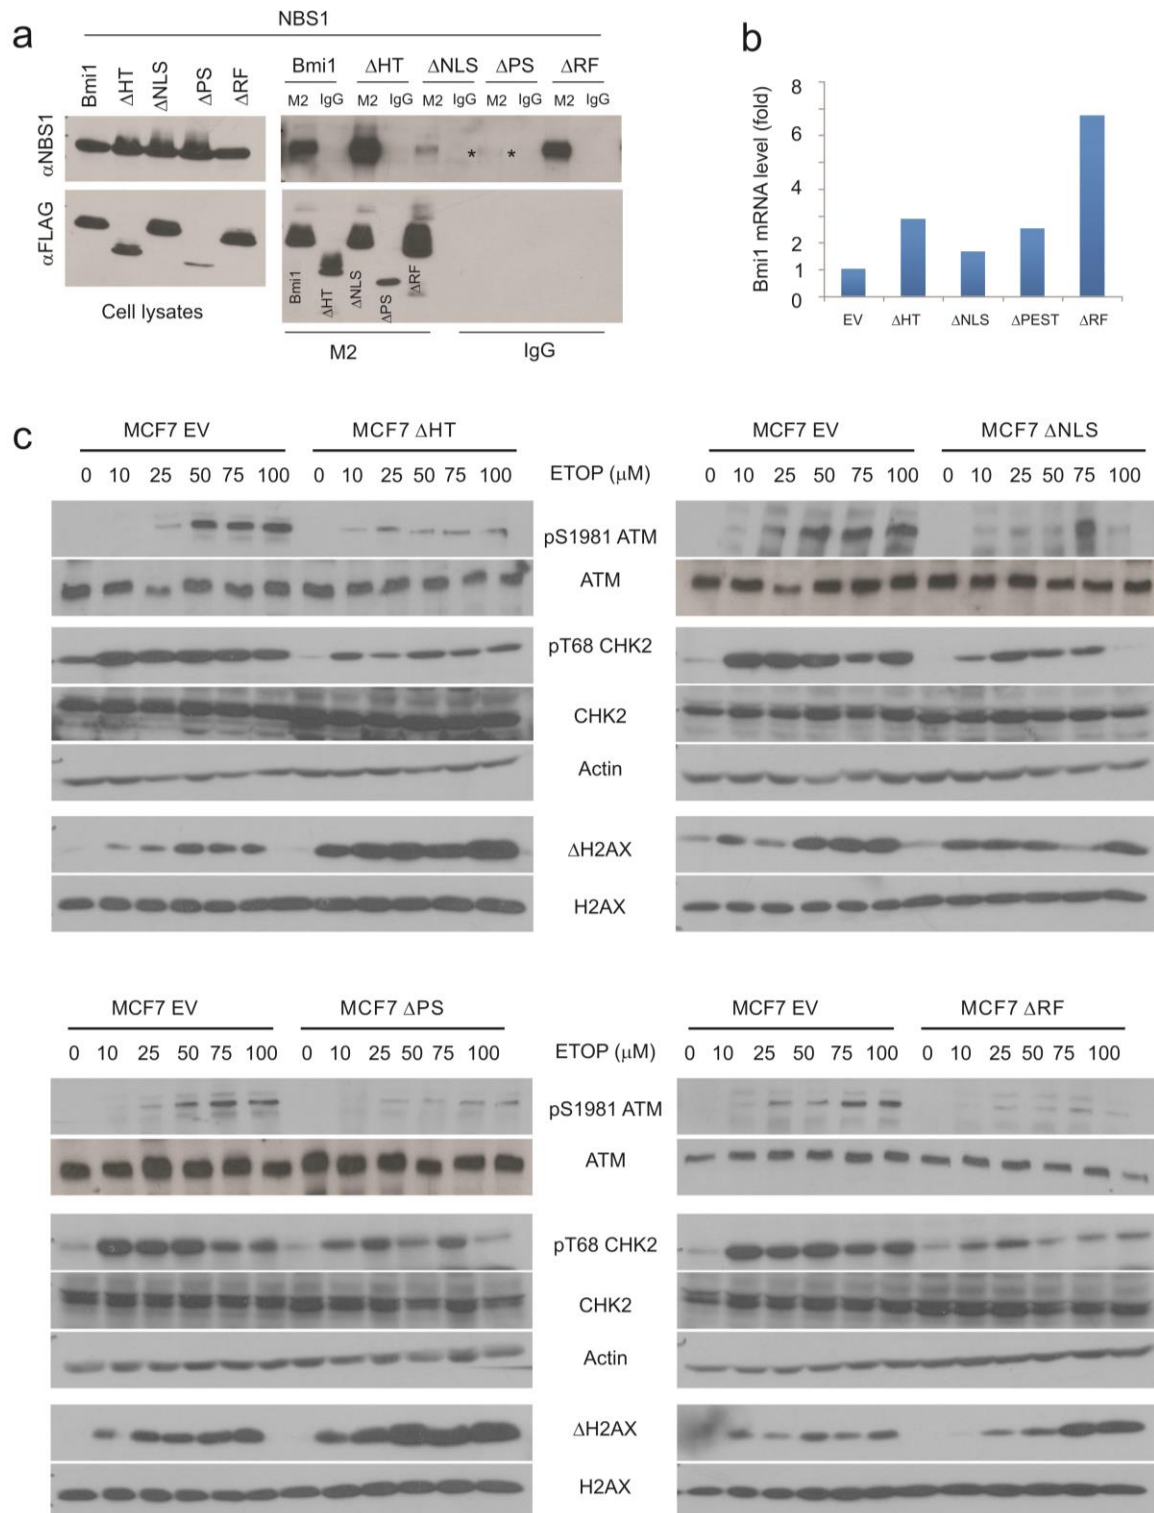 a
NBS1
Bmi1 ΔHT ΔNLS ΔPS ΔRF
Bmi1 ΔHT ΔNLS ΔPS ΔRF
M2 IgG M2 IgG M2 IgG M2 IgG M2 IgG
αNBS1
* *
αFLAG
Bmi1 ΔHT ΔNLS ΔPS ΔRF
Cell lysates
M2 IgG
b
Bmi1 mRNA level (fold)
8
6
4
2
1
0
EV ΔHT ΔNLS ΔPEST ΔRF
c
MCF7 EV MCF7 ΔHT MCF7 EV MCF7 ΔNLS
0 10 25 50 75 100 0 10 25 50 75 100 ETOP (μM) 0 10 25 50 75 100 0 10 25 50 75 100
pS1981 ATM
ATM
pT68 CHK2
CHK2
Actin
ΔH2AX
H2AX
MCF7 EV MCF7 ΔPS MCF7 EV MCF7 ΔRF
0 10 25 50 75 100 0 10 25 50 75 100 ETOP (μM) 0 10 25 50 75 100 0 10 25 50 75 100
pS1981 ATM
ATM
pT68 CHK2
CHK2
Actin
ΔH2AX
H2AX